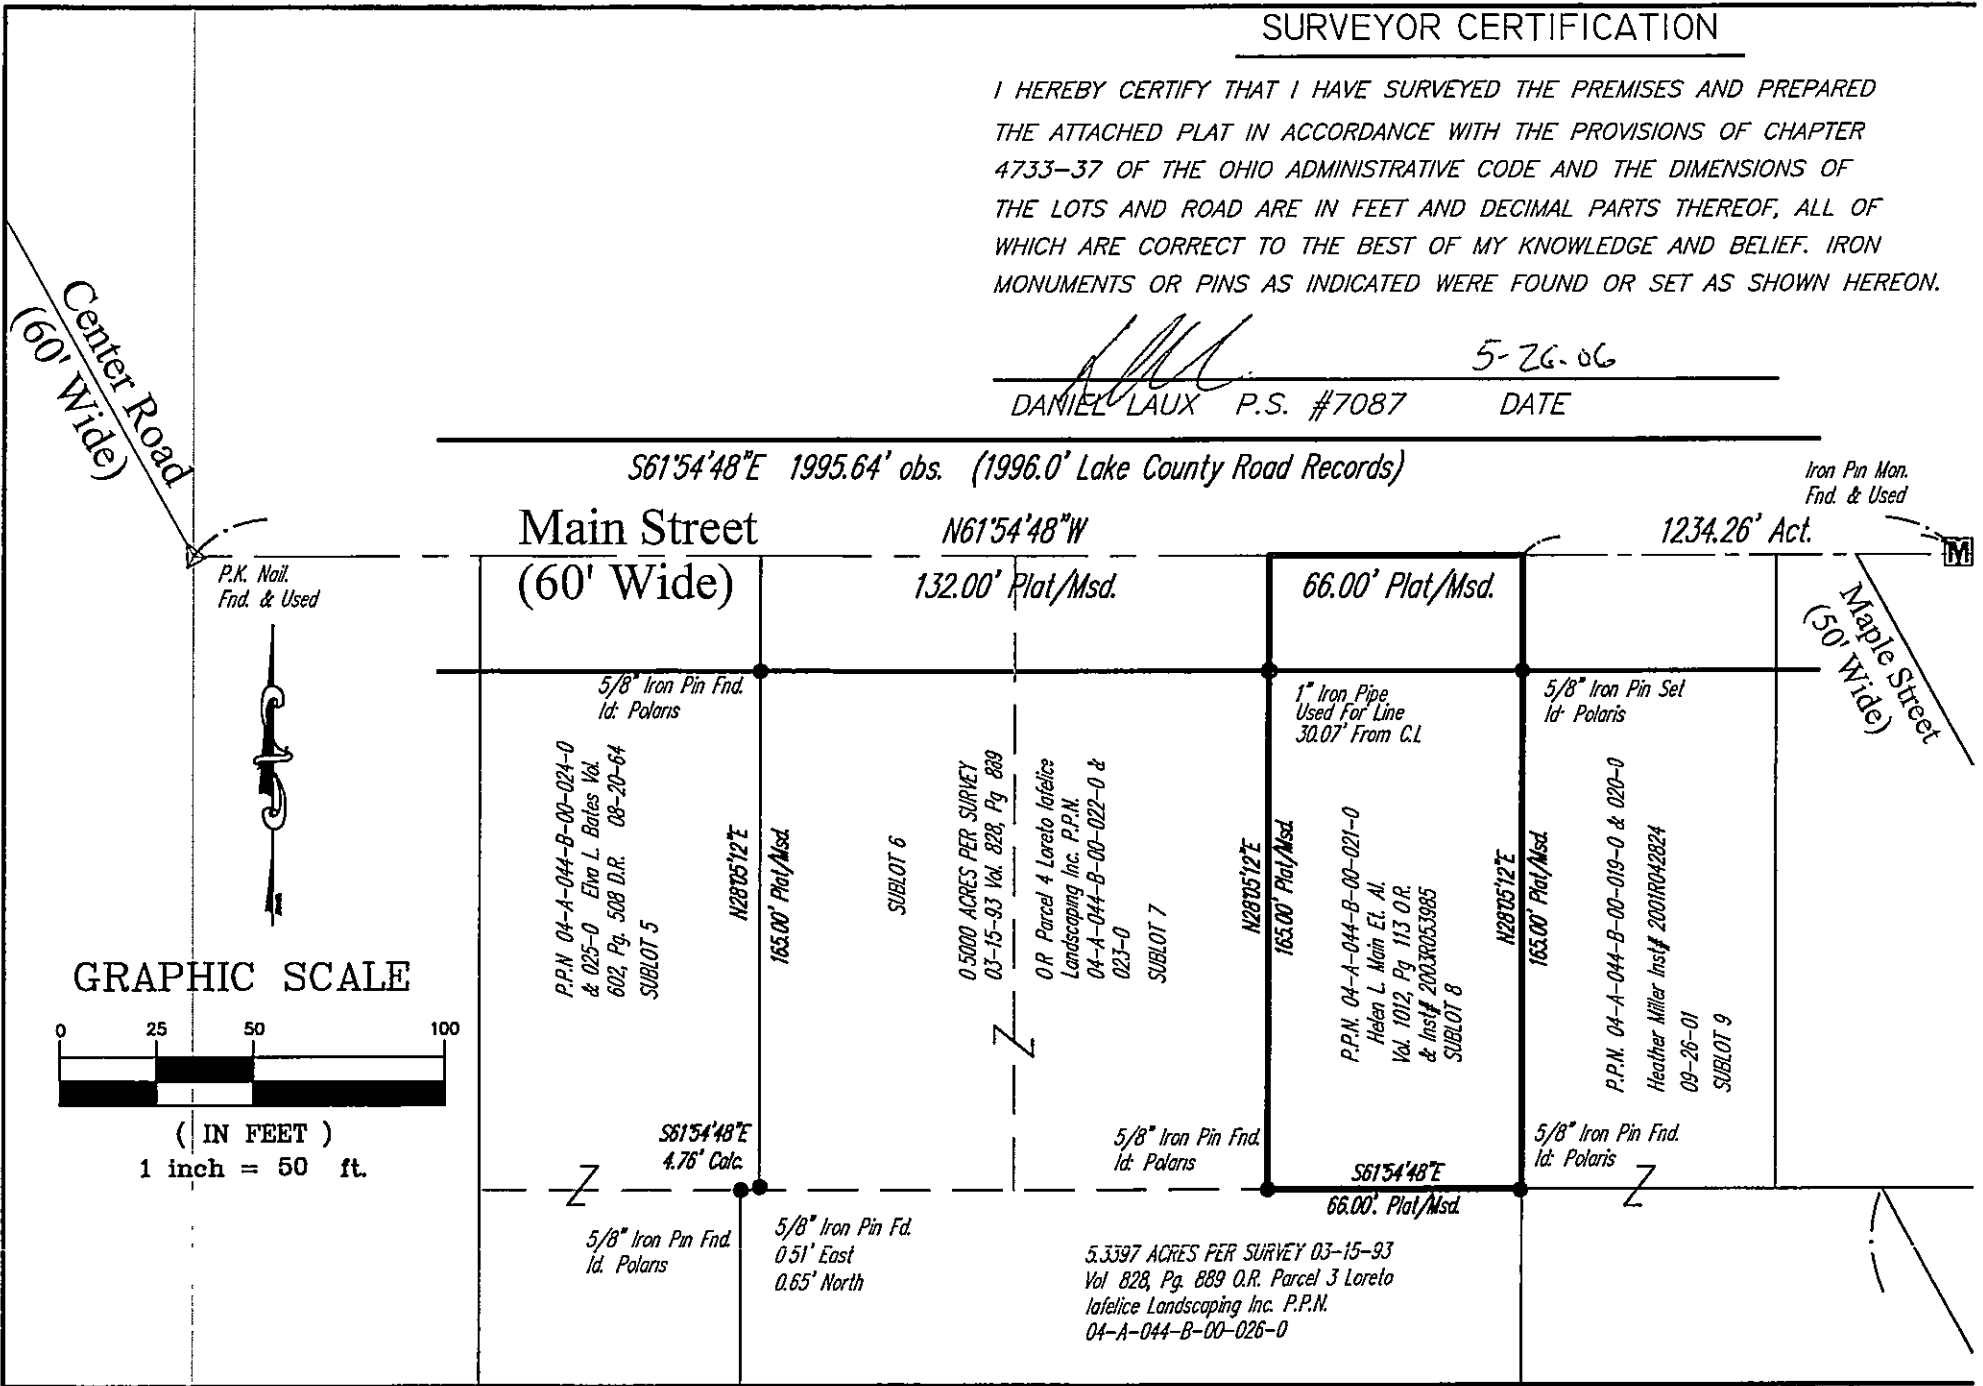 SURVEYOR CERTIFICATION
I HEREBY CERTIFY THAT I HAVE SURVEYED THE PREMISES AND PREPARED
THE ATTACHED PLAT IN ACCORDANCE WITH THE PROVISIONS OF CHAPTER
4733-37 OF THE OHIO ADMINISTRATIVE CODE AND THE DIMENSIONS OF
THE LOTS AND ROAD ARE IN FEET AND DECIMAL PARTS THEREOF, ALL OF
WHICH ARE CORRECT TO THE BEST OF MY KNOWLEDGE AND BELIEF. IRON
MONUMENTS OR PINS AS INDICATED WERE FOUND OR SET AS SHOWN HEREON.
5-26-06
DANIEL LAUX P.S. #7087 DATE
Center Road
(60' Wide)
S61°54'48"E 1995.64' obs. (1996.0' Lake County Road Records)
Iron Pin Mon.
Fnd. & Used
Main Street
(60' Wide)
N61°54'48"W
132.00' Plat/Msd.
66.00' Plat/Msd.
1234.26' Act.
M
P.K. Nail.
Fnd. & Used
Maple Street
(50' Wide)
5/8" Iron Pin Fnd.
Id: Polaris
1" Iron Pipe
Used For Line
30.07' From C.L
5/8" Iron Pin Set
Id: Polaris
P.P.N 04-A-044-B-00-024-0
& 025-0 Elva L. Bates Vol.
602, Pg. 508 D.R. 08-20-64
SUBLOT 5
N28°05'12"E
165.00' Plat/Msd.
SUBLOT 6
0.5000 ACRES PER SURVEY
03-15-93 Vol. 828, Pg 889
OR Parcel 4 Loreto Iafelice
Landscaping Inc. P.P.N.
04-A-044-B-00-022-0 &
023-0
SUBLOT 7
N28°05'12"E
165.00' Plat/Msd.
P.P.N. 04-A-044-B-00-021-0
Helen L. Main Et. Al.
Vol. 1012, Pg 113 O.R.
& Inst# 2003R053985
SUBLOT 8
N28°05'12"E
165.00' Plat/Msd.
P.P.N. 04-A-044-B-00-019-0 & 020-0
Heather Miller Inst# 2001R042824
09-26-01
SUBLOT 9
GRAPHIC SCALE
0 25 50 100
( IN FEET )
1 inch = 50 ft.
S61°54'48"E
4.76' Calc.
5/8" Iron Pin Fnd.
Id: Polaris
S61°54'48"E
66.00'. Plat/Msd.
5/8" Iron Pin Fnd.
Id: Polaris
5/8" Iron Pin Fnd.
Id. Polaris
5/8" Iron Pin Fd.
0.51' East
0.65' North
5.3397 ACRES PER SURVEY 03-15-93
Vol 828, Pg. 889 O.R. Parcel 3 Loreto
Iafelice Landscaping Inc. P.P.N.
04-A-044-B-00-026-0